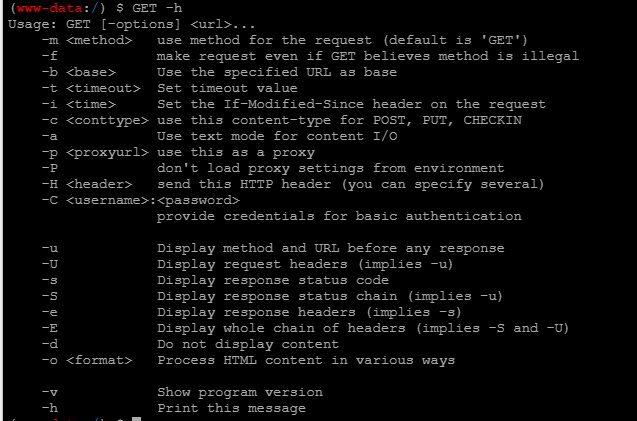 (www-data:/) $ GET -h
Usage: GET [-options] <url>...
    -m <method>   use method for the request (default is 'GET')
    -f            make request even if GET believes method is illegal
    -b <base>     Use the specified URL as base
    -t <timeout>  Set timeout value
    -i <time>     Set the If-Modified-Since header on the request
    -c <conttype> use this content-type for POST, PUT, CHECKIN
    -a            Use text mode for content I/O
    -p <proxyurl> use this as a proxy
    -P            don't load proxy settings from environment
    -H <header>   send this HTTP header (you can specify several)
    -C <username>:<password>
                  provide credentials for basic authentication

    -u            Display method and URL before any response
    -U            Display request headers (implies -u)
    -s            Display response status code
    -S            Display response status chain (implies -u)
    -e            Display response headers (implies -s)
    -E            Display whole chain of headers (implies -S and -U)
    -d            Do not display content
    -o <format>   Process HTML content in various ways

    -v            Show program version
    -h            Print this message